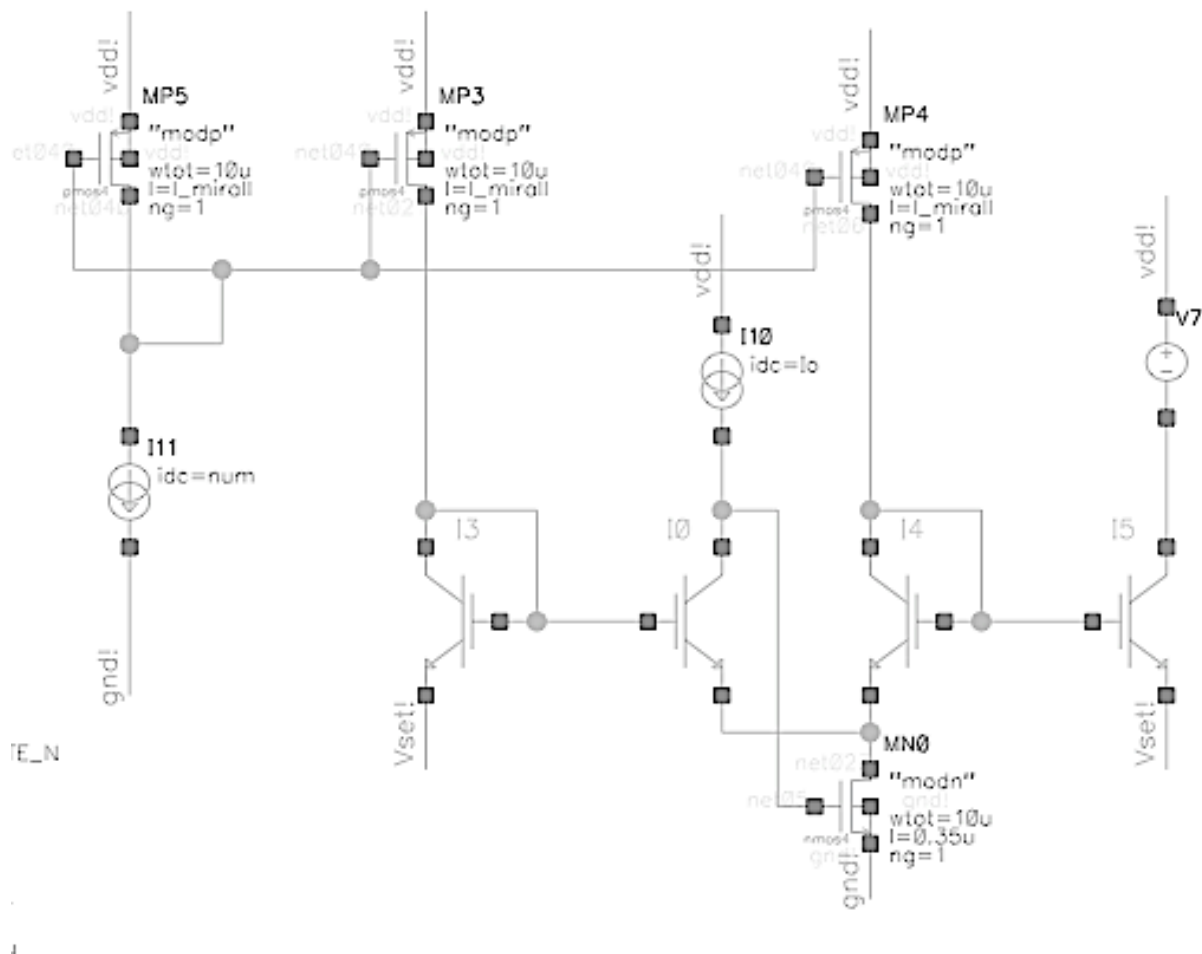 vdd!
vdd!
vdd!
MP5
vdd!
"modp"
vdd!
wtot=10u
l=l_mirall
pmos4
ng=1
MP3
vdd!
"modp"
net049
vdd!
wtot=10u
l=l_mirall
pmos4
net02
ng=1
MP4
vdd!
"modp"
vdd!
wtot=10u
l=l_mirall
pmos4
ng=1
vdd!
vdd!
V7
I10
idc=Io
I11
idc=num
gnd!
I3
I0
I4
I5
Vset!
Vset!
MN0
"modn"
gnd!
wtot=10u
l=0.35u
nmos4
gnd!
ng=1
gnd!